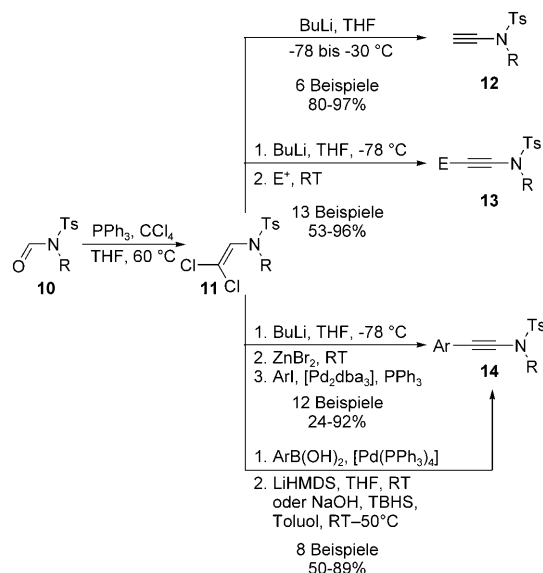 BuLi, THF
-78 bis -30 °C
6 Beispiele
80-97%
Ts
N
R
12
1. BuLi, THF, -78 °C
2. E⁺, RT
13 Beispiele
53-96%
E
Ts
N
R
13
O
Ts
N
R
10
PPh₃, CCl₄
THF, 60 °C
Cl
Cl
Ts
N
R
11
1. BuLi, THF, -78 °C
2. ZnBr₂, RT
3. ArI, [Pd₂dba₃], PPh₃
12 Beispiele
24-92%
Ar
Ts
N
R
14
1. ArB(OH)₂, [Pd(PPh₃)₄]
2. LiHMDS, THF, RT
oder NaOH, TBHS,
Toluol, RT–50°C
8 Beispiele
50-89%